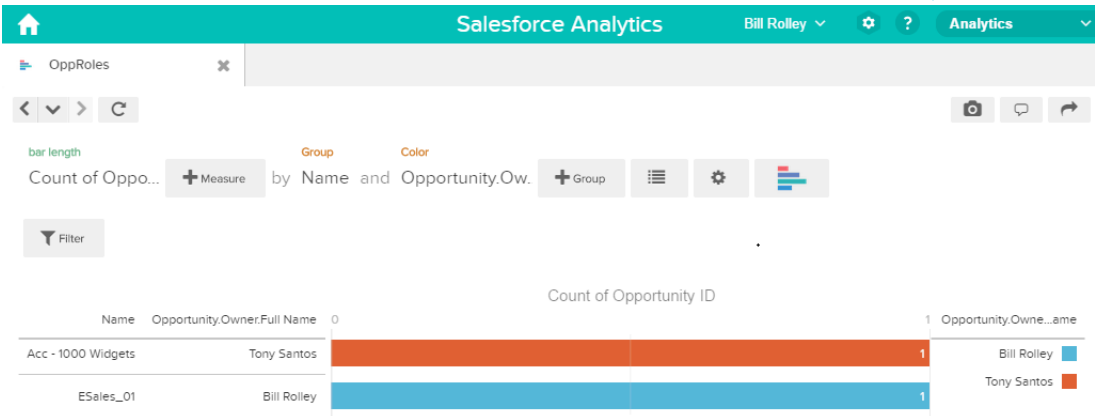 Salesforce Analytics Bill Rolley ? Analytics
OppRoles
bar length Group Color
Count of Oppo... Measure by Name and Opportunity.Ow. Group
Filter
Count of Opportunity ID
Name Opportunity.Owner.Full Name 0 1 Opportunity.Owne...ame
Acc - 1000 Widgets Tony Santos 1 Bill Rolley
Tony Santos
ESales_01 Bill Rolley 1